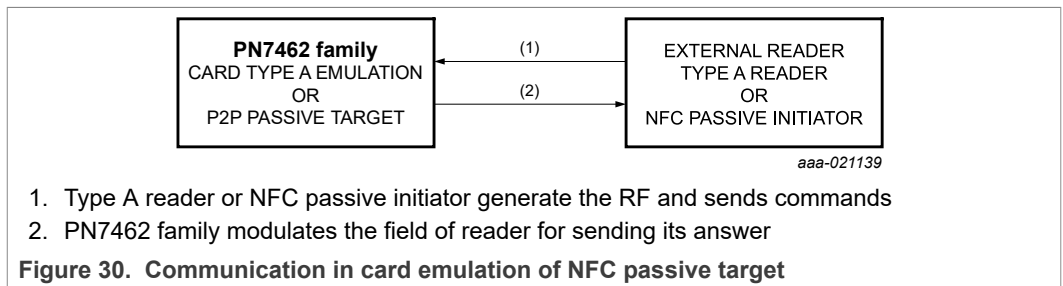 PN7462 family
CARD TYPE A EMULATION
OR
P2P PASSIVE TARGET
(1)
(2)
EXTERNAL READER
TYPE A READER
OR
NFC PASSIVE INITIATOR
aaa-021139
1. Type A reader or NFC passive initiator generate the RF and sends commands
2. PN7462 family modulates the field of reader for sending its answer
Figure 30. Communication in card emulation of NFC passive target